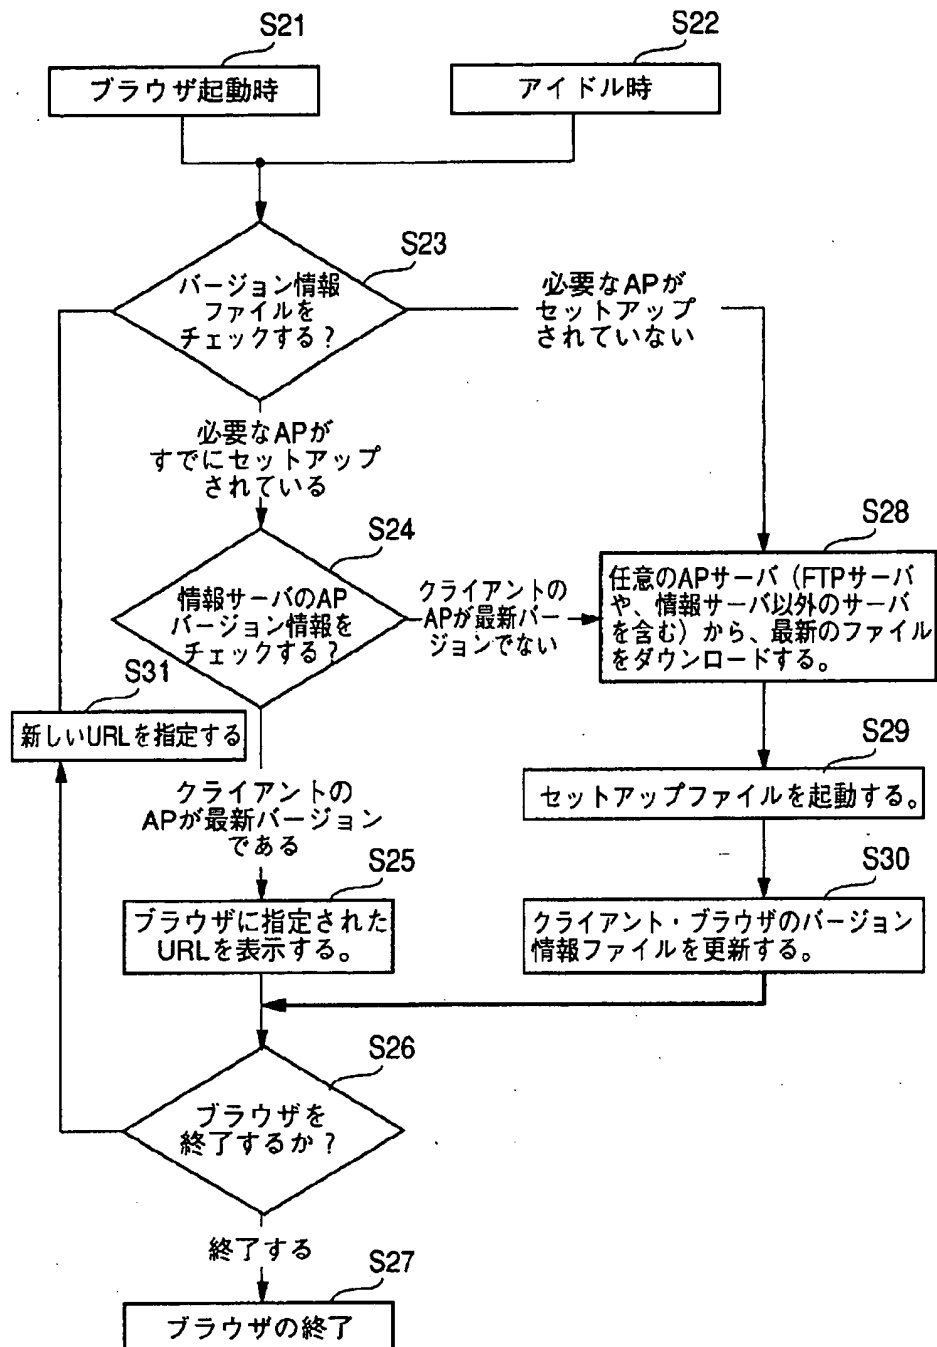 S21
ブラウザ起動時
S22
アイドル時
S23
バージョン情報
ファイルを
チェックする？
必要なAPが
セットアップ
されていない
必要なAPが
すでにセットアップ
されている
S24
情報サーバのAP
バージョン情報を
チェックする？
クライアントの
APが最新バー
ジョンでない
S28
任意のAPサーバ（FTPサーバ
や、情報サーバ以外のサーバ
を含む）から、最新のファイル
をダウンロードする。
S31
新しいURLを指定する
S29
セットアップファイルを起動する。
クライアントの
APが最新バージョン
である
S25
ブラウザに指定された
URLを表示する。
S30
クライアント・ブラウザのバージョン
情報ファイルを更新する。
S26
ブラウザを
終了するか？
終了する
S27
ブラウザの終了